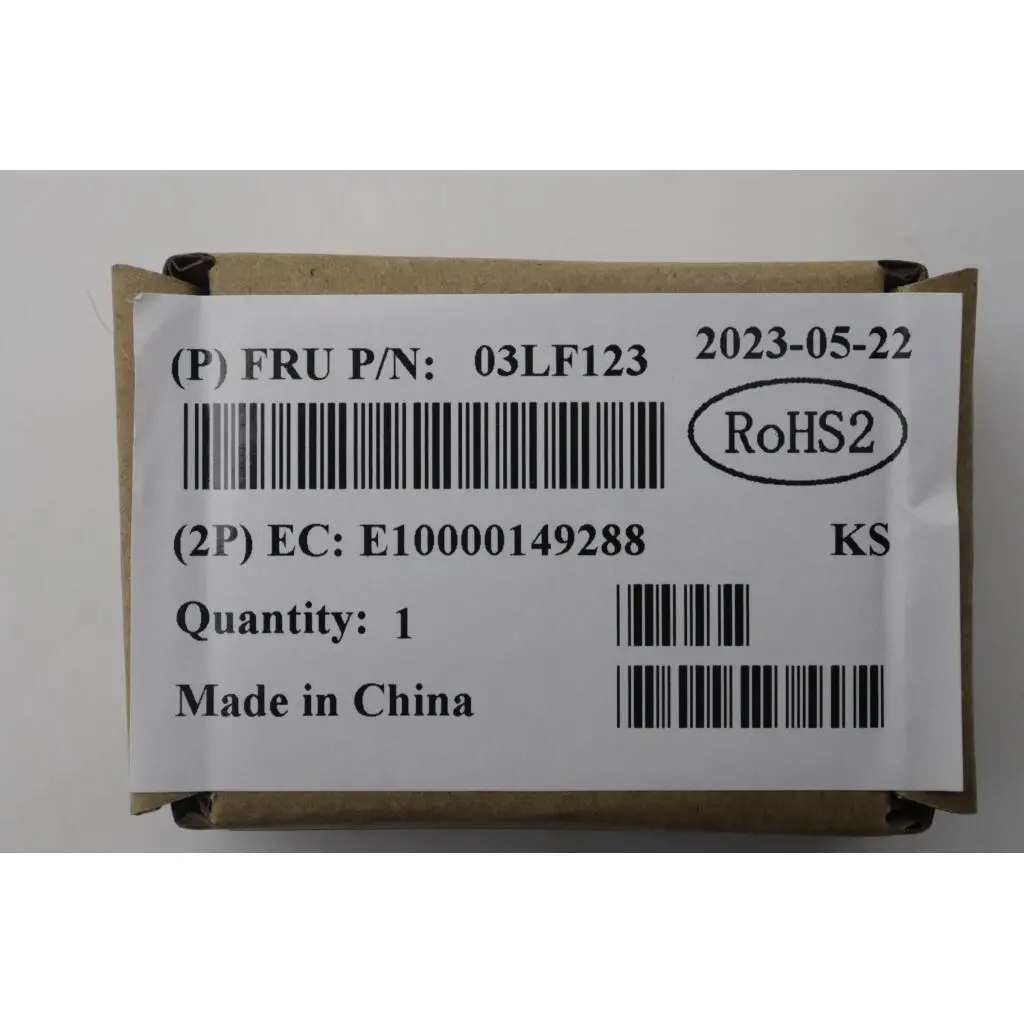 (P) FRU P/N: 03LF123 2023-05-22
RoHS2
(2P) EC: E10000149288 KS
Quantity: 1
Made in China